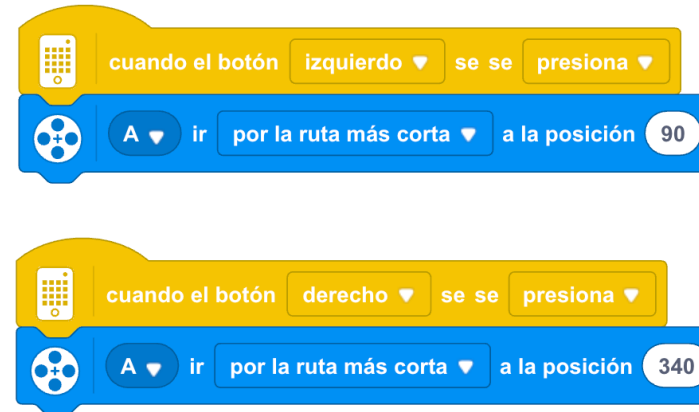 cuando el botón izquierdo se se presiona
A ir por la ruta más corta a la posición 90
cuando el botón derecho se se presiona
A ir por la ruta más corta a la posición 340